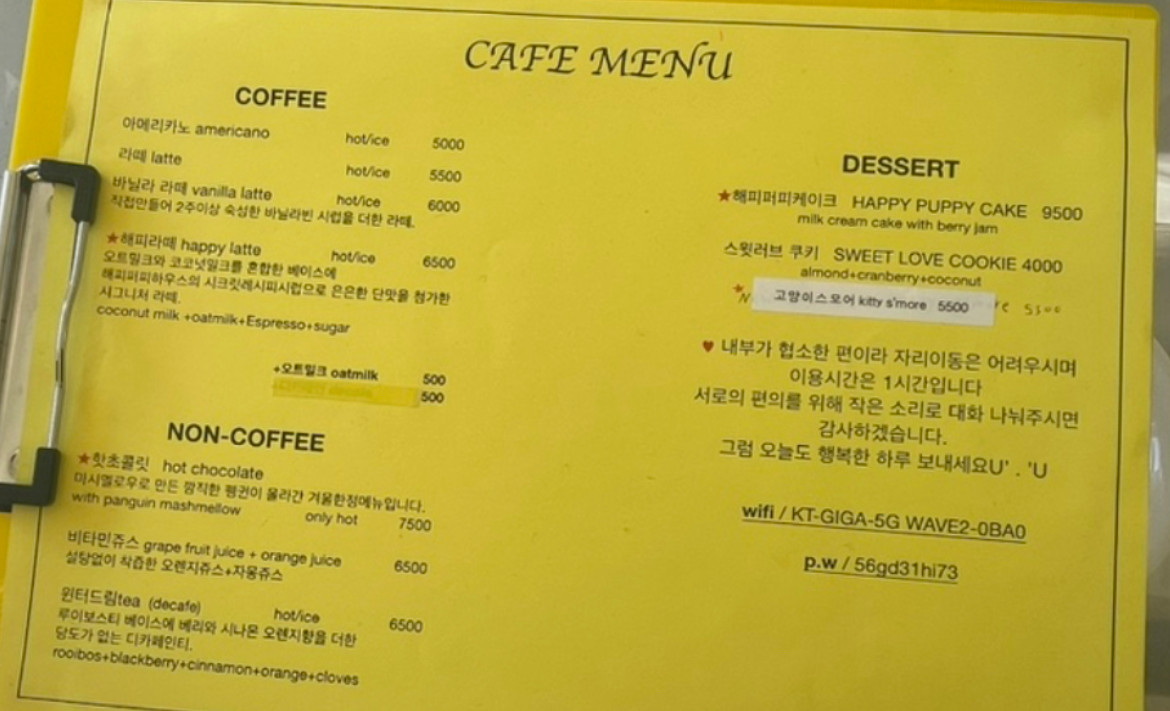 CAFE MENU
COFFEE
아메리카노 americano hot/ice 5000
라떼 latte hot/ice 5500
바닐라 라떼 vanilla latte hot/ice 6000
직접만들어 2주이상 숙성한 바닐라빈 시럽을 더한 라떼.
★해피라떼 happy latte hot/ice 6500
오트밀크와 코코넛밀크를 혼합한 베이스에
해피퍼피하우스의 시크릿레시피시럽으로 은은한 단맛을 첨가한
시그니처 라떼.
coconut milk +oatmilk+Espresso+sugar
+오트밀크 oatmilk 500
500
NON-COFFEE
★핫초콜릿 hot chocolate
마시멜로우로 만든 깜직한 펭귄이 올라간 겨울한정메뉴입니다.
with panguin mashmellow only hot 7500
비타민쥬스 grape fruit juice + orange juice 6500
설탕없이 착즙한 오렌지쥬스+자몽쥬스
윈터드림tea (decafe) hot/ice 6500
루이보스티 베이스에 베리와 시나몬 오렌지향을 더한
당도가 없는 디카페인티.
rooibos+blackberry+cinnamon+orange+cloves
DESSERT
★해피퍼피케이크 HAPPY PUPPY CAKE 9500
milk cream cake with berry jam
스윗러브 쿠키 SWEET LOVE COOKIE 4000
almond+cranberry+coconut
★ 고양이스모어 kitty s'more 5500
♥ 내부가 협소한 편이라 자리이동은 어려우시며
이용시간은 1시간입니다
서로의 편의를 위해 작은 소리로 대화 나눠주시면
감사하겠습니다.
그럼 오늘도 행복한 하루 보내세요U' . 'U
wifi / KT-GIGA-5G WAVE2-0BA0
p.w / 56gd31hi73